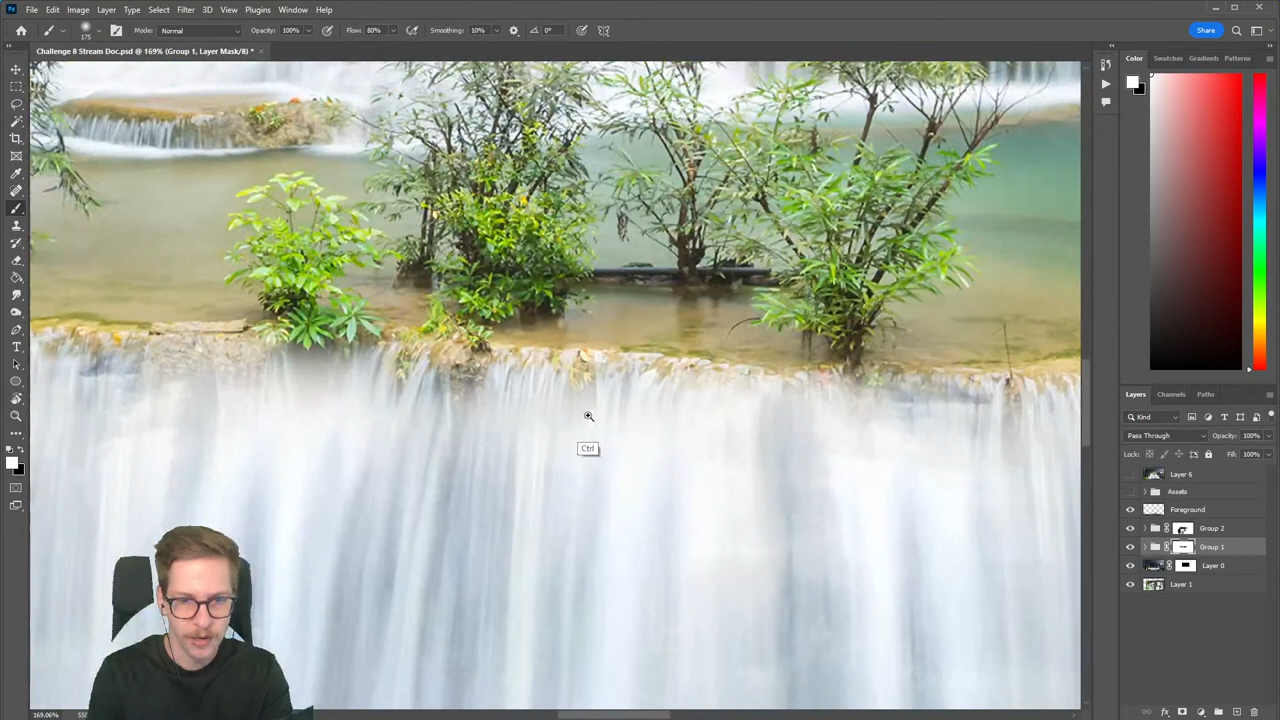 Ps File Edit Image Layer Type Select Filter 3D View Plugins Window Help
175 Mode: Normal Opacity: 100% Flow: 80% Smoothing: 10% 0° Share
Challenge 8 Stream Doc.psd @ 169% (Group 1, Layer Mask/8) *
Color Swatches Gradients Patterns
Layers Channels Paths
Kind
Pass Through Opacity: 100%
Lock: Fill: 100%
Layer 6
Assets
Foreground
Group 2
Group 1
Layer 0
Layer 1
Ctrl
169.06%